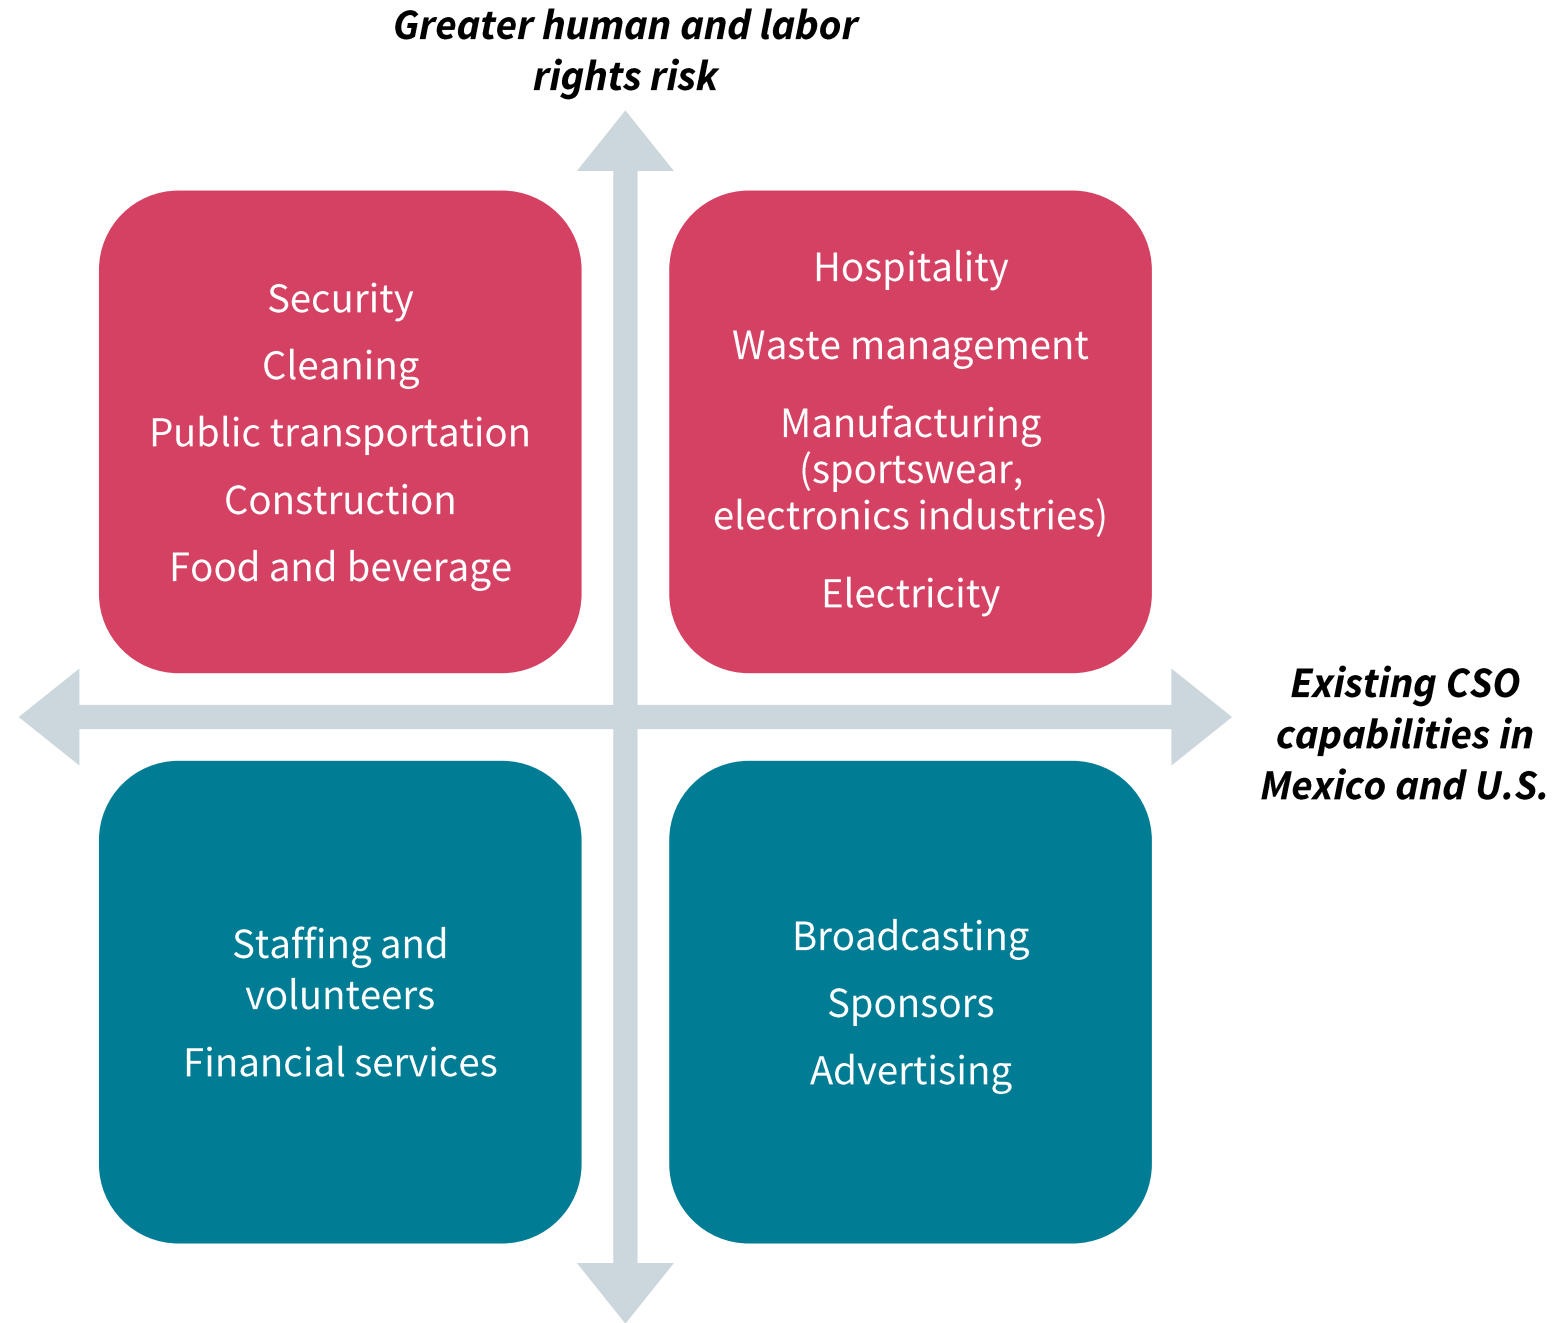 Greater human and labor
rights risk
Security
Cleaning
Public transportation
Construction
Food and beverage
Hospitality
Waste management
Manufacturing
(sportswear,
electronics industries)
Electricity
Existing CSO
capabilities in
Mexico and U.S.
Staffing and
volunteers
Financial services
Broadcasting
Sponsors
Advertising